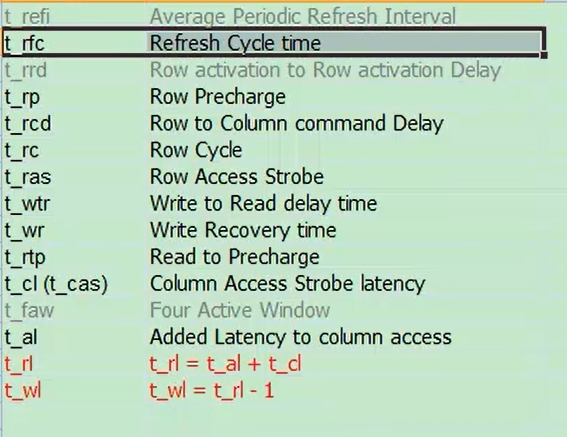 t_refi Average Periodic Refresh Interval
t_rfc Refresh Cycle time
t_rrd Row activation to Row activation Delay
t_rp Row Precharge
t_rcd Row to Column command Delay
t_rc Row Cycle
t_ras Row Access Strobe
t_wtr Write to Read delay time
t_wr Write Recovery time
t_rtp Read to Precharge
t_cl (t_cas) Column Access Strobe latency
t_faw Four Active Window
t_al Added Latency to column access
t_rl t_rl = t_al + t_cl
t_wl t_wl = t_rl - 1